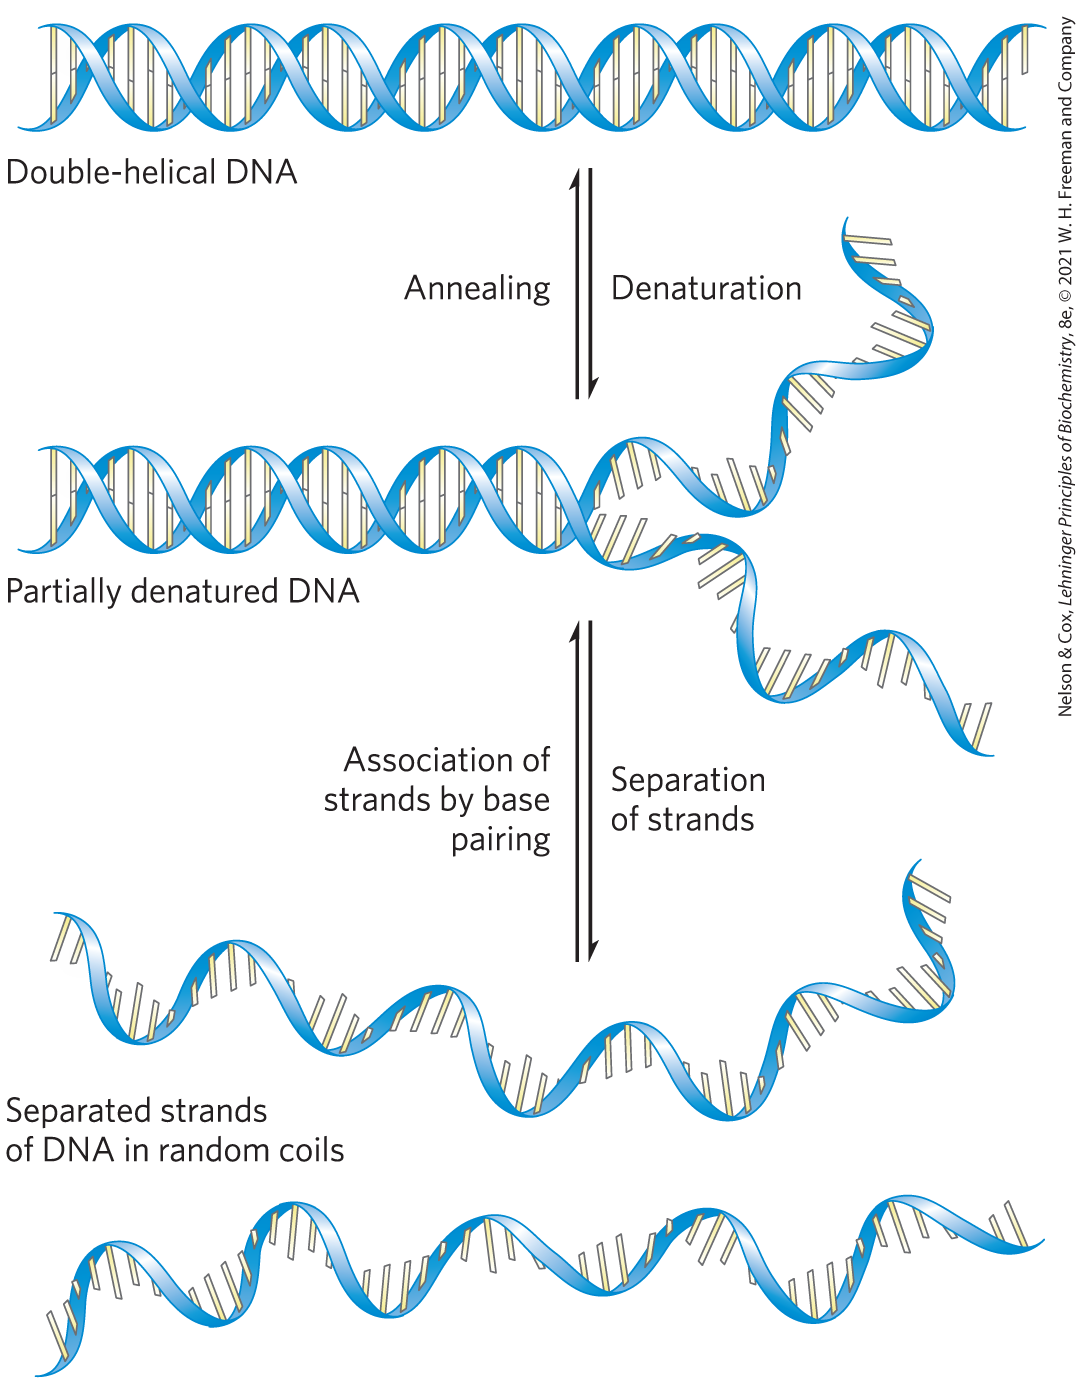 Double-helical DNA
Annealing
Denaturation
Partially denatured DNA
Association of
strands by base
pairing
Separation
of strands
Separated strands
of DNA in random coils
Nelson & Cox, Lehninger Principles of Biochemistry, 8e, © 2021 W. H. Freeman and Company